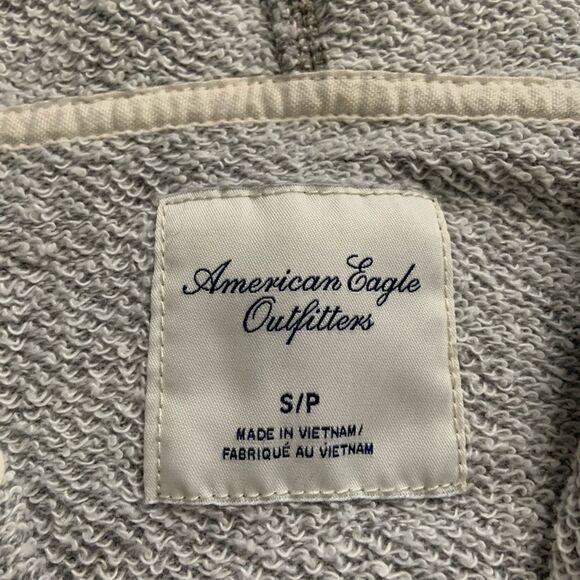 American Eagle
Outfitters
S/P
MADE IN VIETNAM/
FABRIQUÉ AU VIETNAM